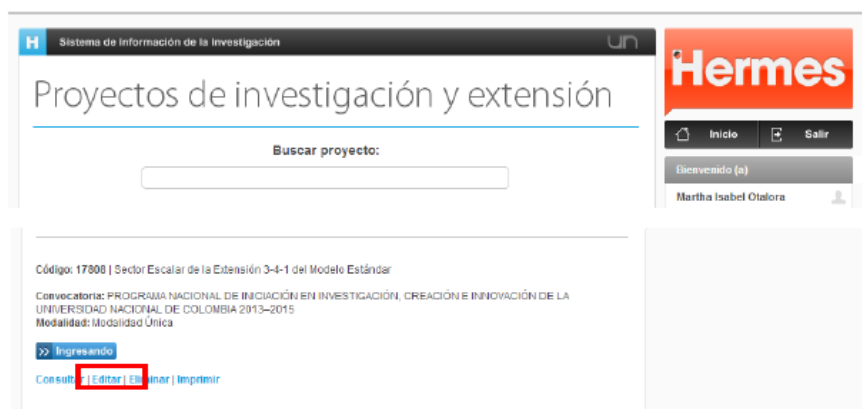 H Sistema de Información de la Investigación un
Hermes
Proyectos de investigación y extensión
Inicio Salir
Buscar proyecto:
Bienvenido (a)
Martha Isabel Otalora
Código: 17808 | Sector Escalar de la Extensión 3-4-1 del Modelo Estándar
Convocatoria: PROGRAMA NACIONAL DE INICIACIÓN EN INVESTIGACIÓN, CREACIÓN E INNOVACIÓN DE LA
UNIVERSIDAD NACIONAL DE COLOMBIA 2013–2015
Modalidad: Modalidad Única
>> Ingresando
Consultar | Editar | Eliminar | Imprimir